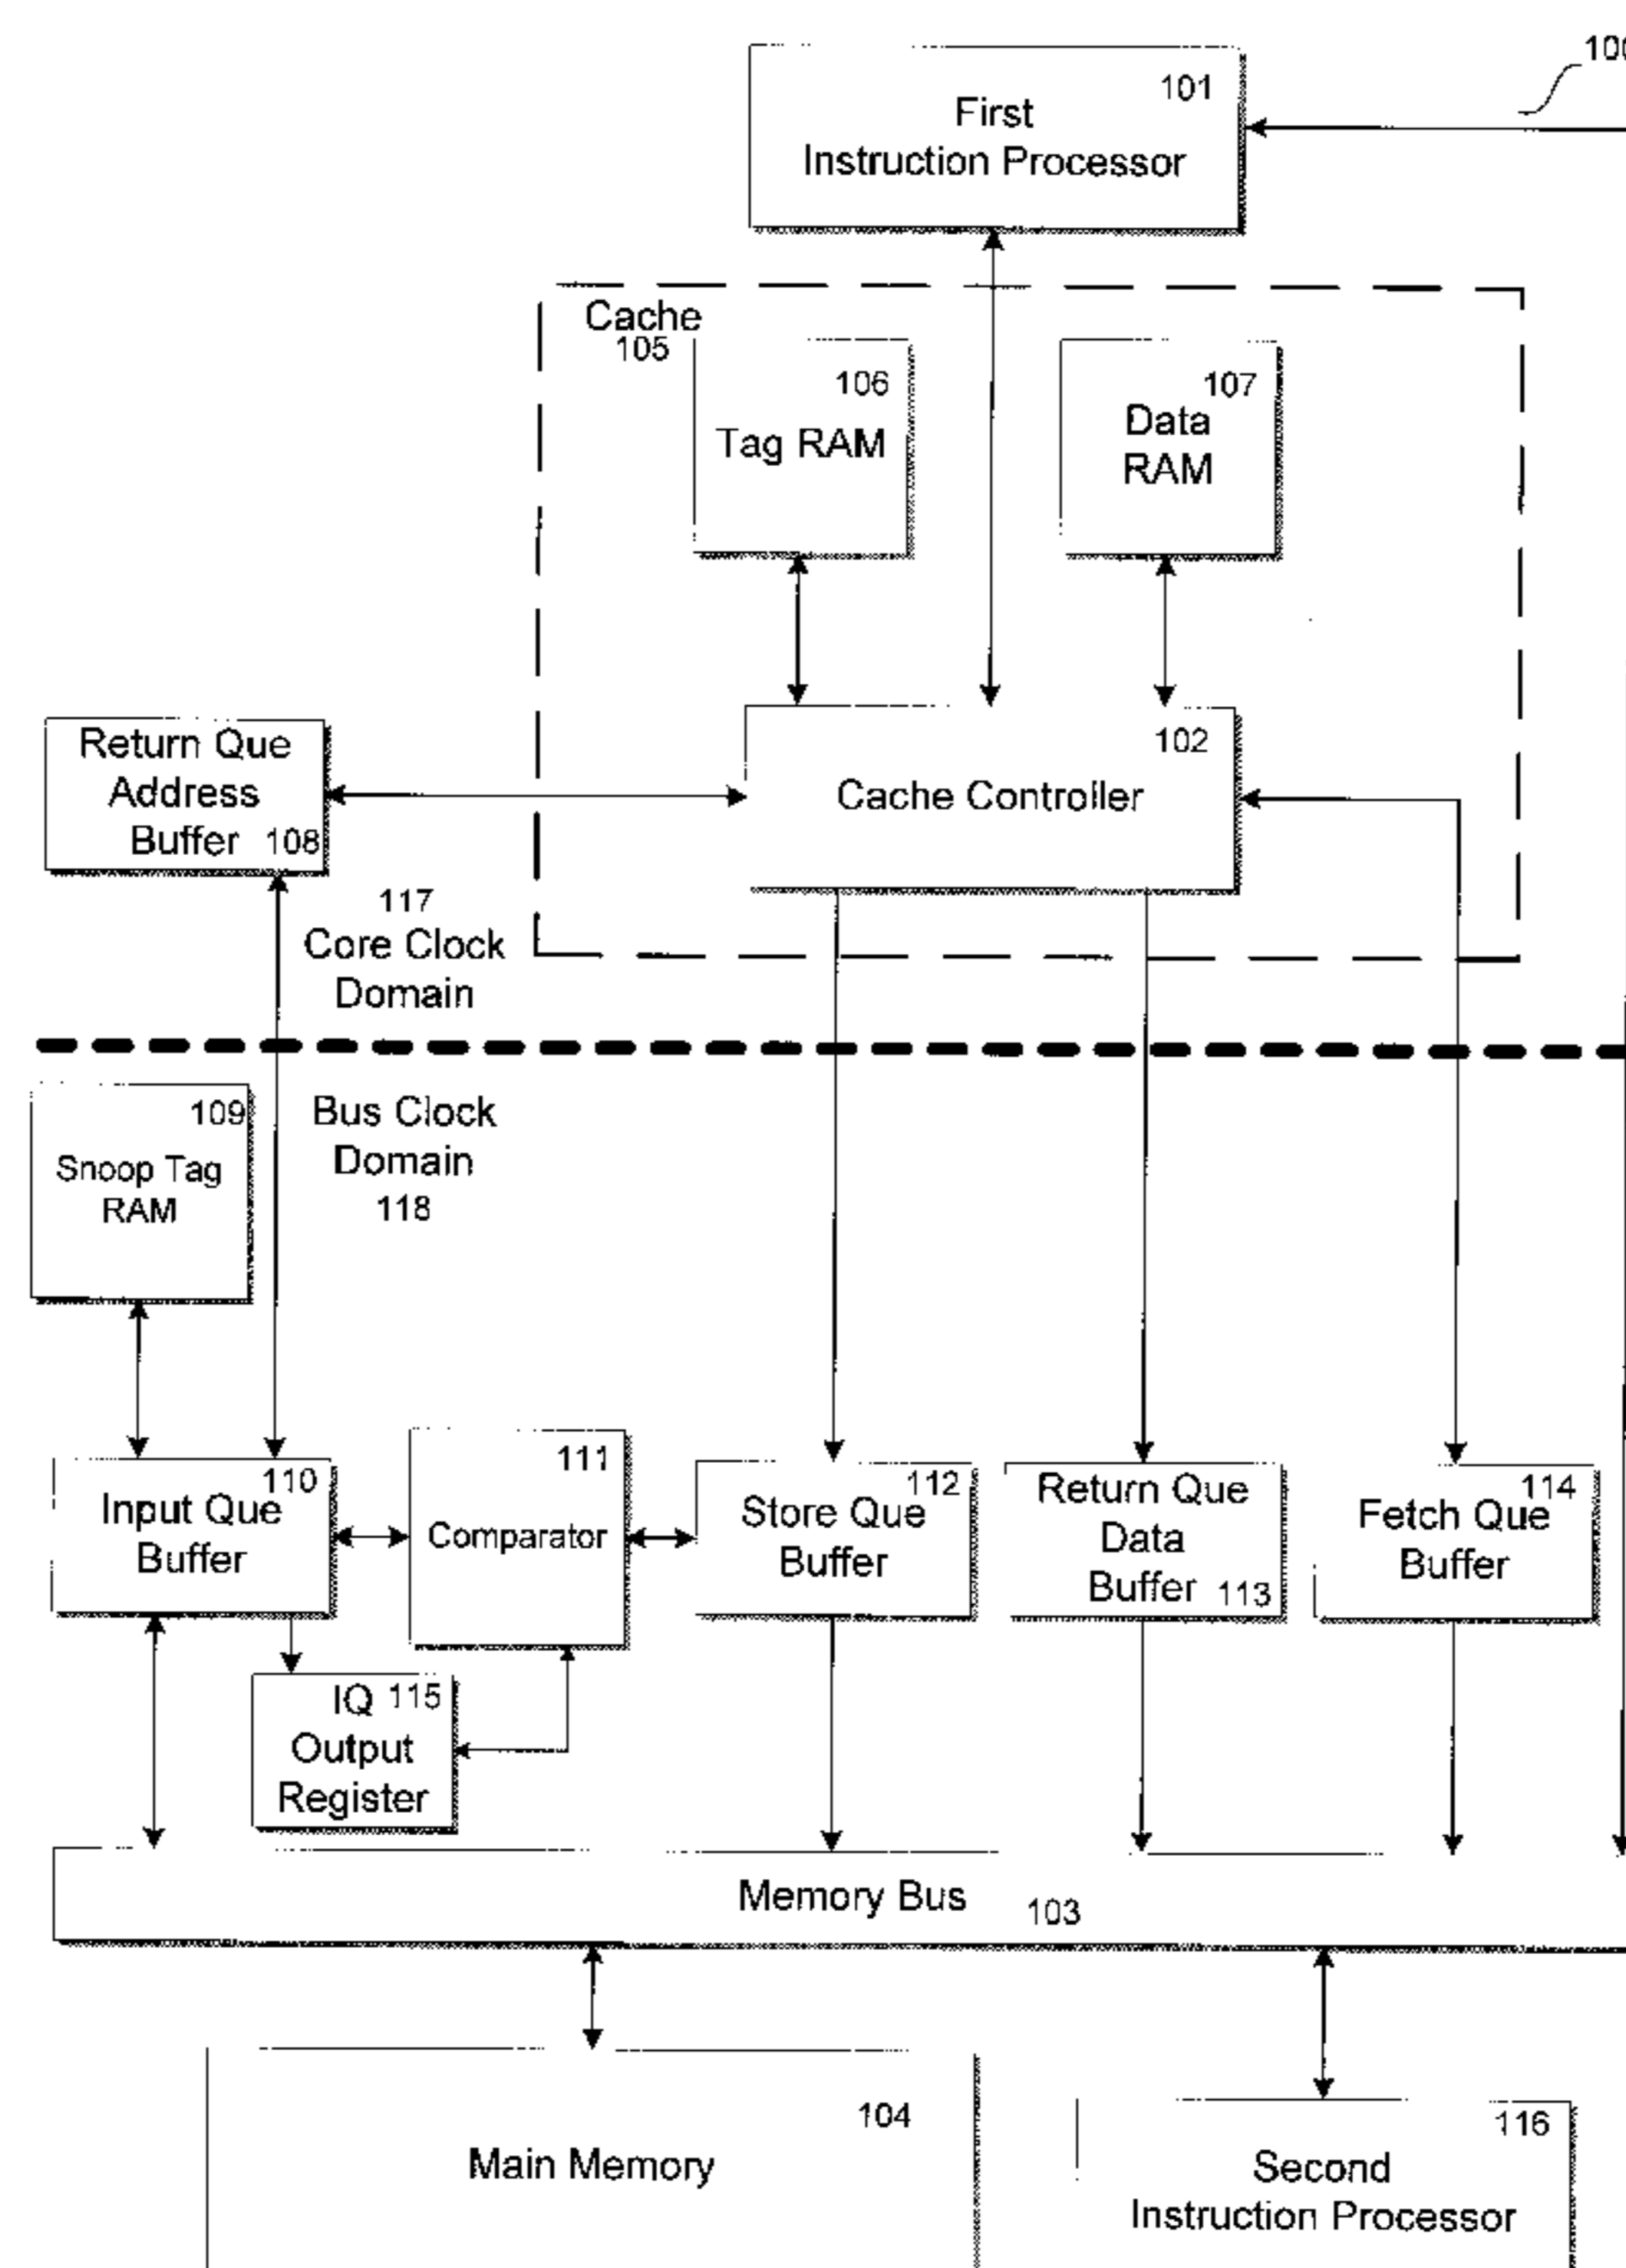 100
101
First
Instruction Processor
Cache
105
106
Tag RAM
107
Data
RAM
Return Que
Address
Buffer 108
102
Cache Controller
117
Core Clock
Domain
109
Snoop Tag
RAM
Bus Clock
Domain
118
110
Input Que
Buffer
111
Comparator
112
Store Que
Buffer
Return Que
Data
Buffer 113
114
Fetch Que
Buffer
IQ 115
Output
Register
Memory Bus 103
104
Main Memory
116
Second
Instruction Processor